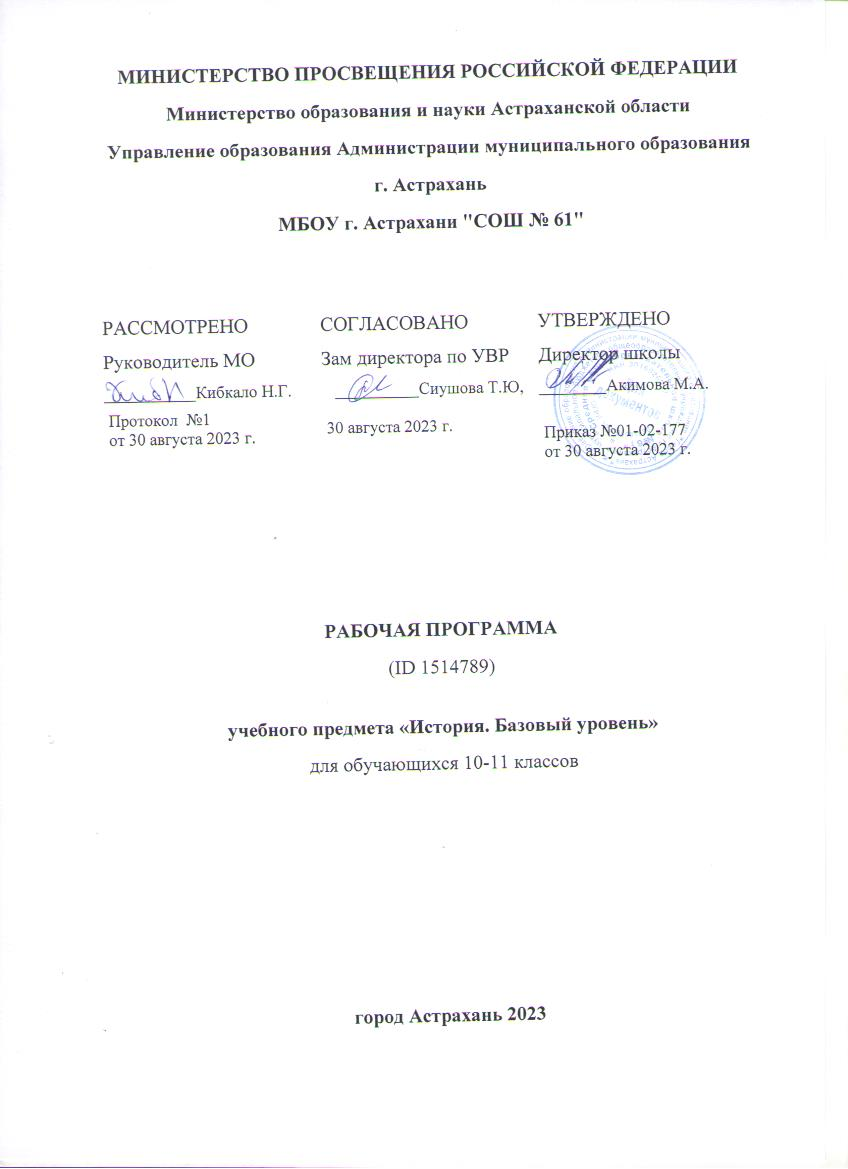 МИНИСТЕРСТВО ПРОСВЕЩЕНИЯ РОССИЙСКОЙ ФЕДЕРАЦИИ
Министерство образования и науки Астраханской области
Управление образования Администрации муниципального образования
г. Астрахань
МБОУ г. Астрахани "СОШ № 61"
РАССМОТРЕНО
Руководитель МО
Кибкало Н.Г.
Протокол №1
от 30 августа 2023 г.
СОГЛАСОВАНО
Зам директора по УВР
Сиушова Т.Ю,
30 августа 2023 г.
УТВЕРЖДЕНО
Директор школы
Акимова М.А.
Приказ №01-02-177
от 30 августа 2023 г.
РАБОЧАЯ ПРОГРАММА
(ID 1514789)
учебного предмета «История. Базовый уровень»
для обучающихся 10-11 классов
город Астрахань 2023